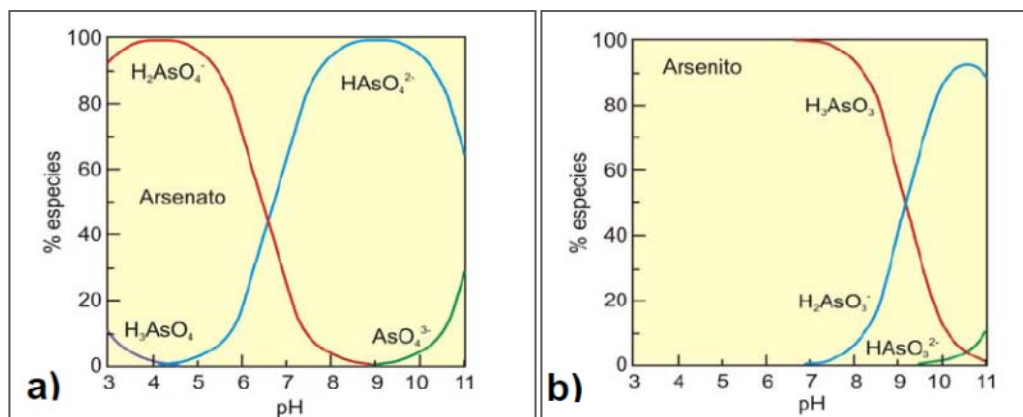 100
80
60
40
20
0
% especies
H₂AsO₄⁻
HAsO₄²⁻
Arsenato
H₃AsO₄
AsO₄³⁻
3 4 5 6 7 8 9 10 11
pH
a)
100
80
60
40
20
0
% especies
Arsenito
H₃AsO₃
H₂AsO₃⁻
HAsO₃²⁻
3 4 5 6 7 8 9 10 11
pH
b)